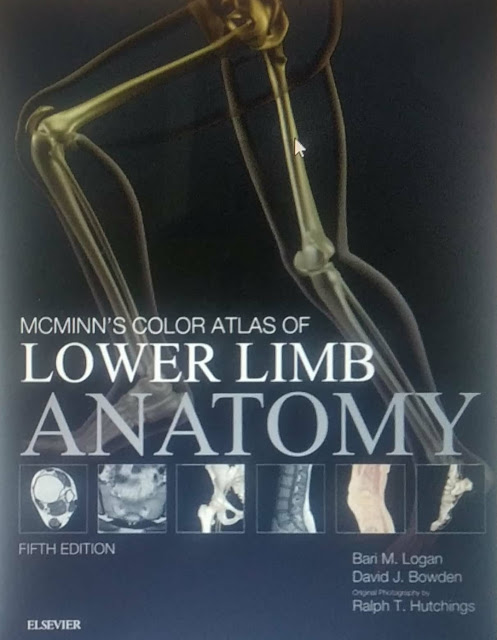 MCMINN'S COLOR ATLAS OF
LOWER LIMB
ANATOMY
FIFTH EDITION
Bari M. Logan
David J. Bowden
Original Photography by
Ralph T. Hutchings
ELSEVIER